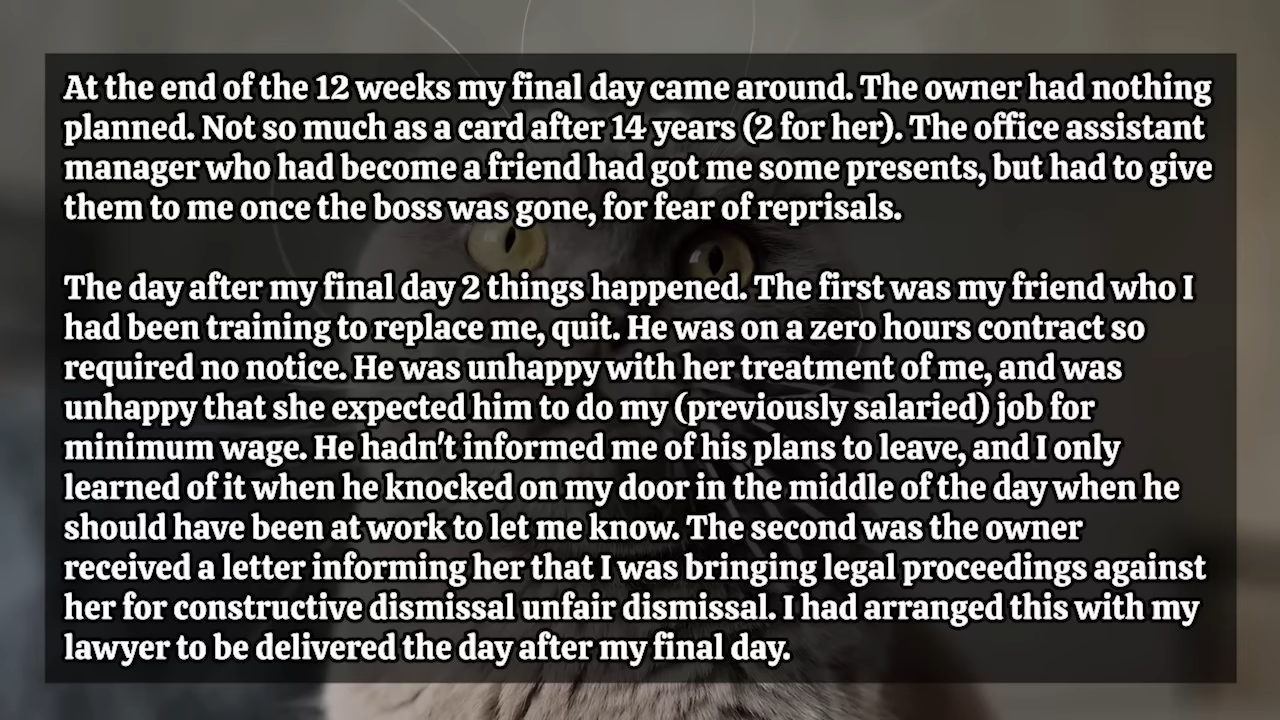 At the end of the 12 weeks my final day came around. The owner had nothing
planned. Not so much as a card after 14 years (2 for her). The office assistant
manager who had become a friend had got me some presents, but had to give
them to me once the boss was gone, for fear of reprisals.
The day after my final day 2 things happened. The first was my friend who I
had been training to replace me, quit. He was on a zero hours contract so
required no notice. He was unhappy with her treatment of me, and was
unhappy that she expected him to do my (previously salaried) job for
minimum wage. He hadn't informed me of his plans to leave, and I only
learned of it when he knocked on my door in the middle of the day when he
should have been at work to let me know. The second was the owner
received a letter informing her that I was bringing legal proceedings against
her for constructive dismissal unfair dismissal. I had arranged this with my
lawyer to be delivered the day after my final day.